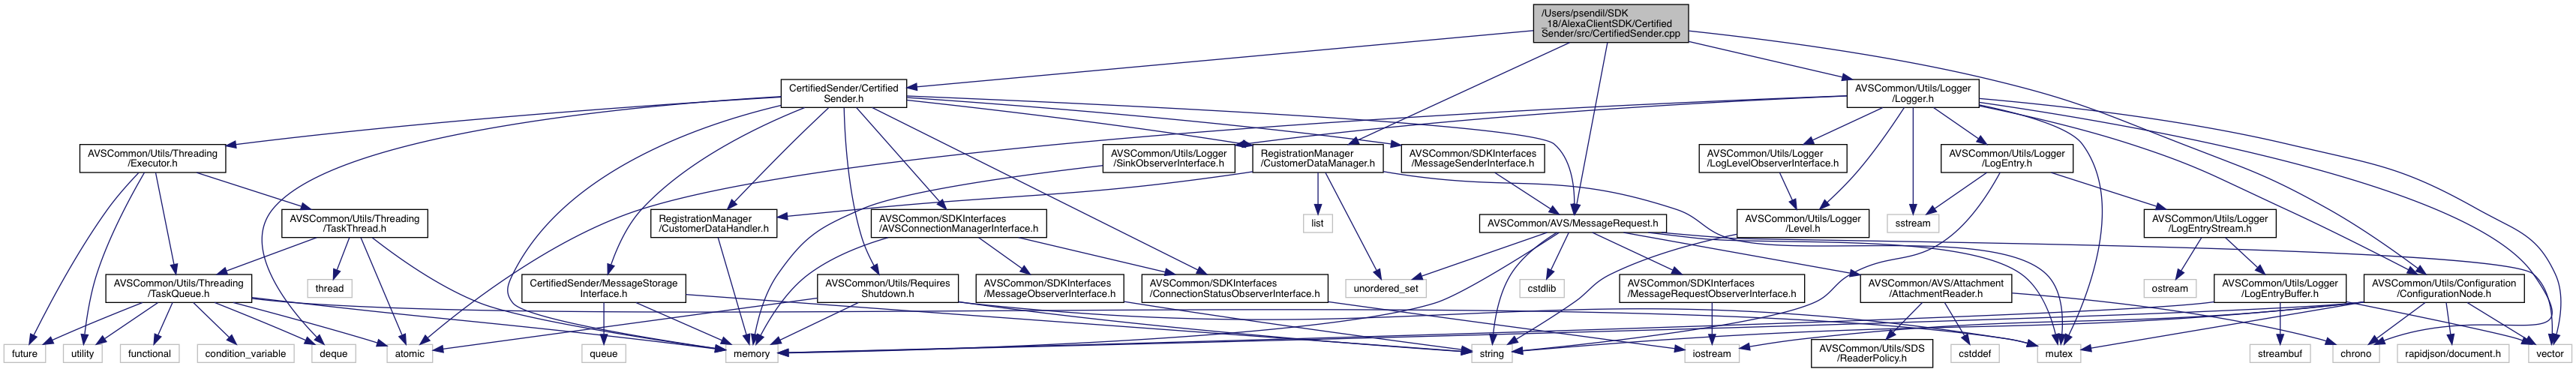 /Users/psendil/SDK
_18/AlexaClientSDK/Certified
Sender/src/CertifiedSender.cpp
CertifiedSender/Certified
Sender.h
AVSCommon/Utils/Logger
/Logger.h
AVSCommon/Utils/Threading
/Executor.h
AVSCommon/Utils/Logger
/SinkObserverInterface.h
RegistrationManager
/CustomerDataManager.h
AVSCommon/SDKInterfaces
/MessageSenderInterface.h
AVSCommon/Utils/Logger
/LogLevelObserverInterface.h
AVSCommon/Utils/Logger
/LogEntry.h
AVSCommon/Utils/Threading
/TaskThread.h
RegistrationManager
/CustomerDataHandler.h
AVSCommon/SDKInterfaces
/AVSConnectionManagerInterface.h
list
AVSCommon/AVS/MessageRequest.h
AVSCommon/Utils/Logger
/Level.h
sstream
AVSCommon/Utils/Logger
/LogEntryStream.h
AVSCommon/Utils/Threading
/TaskQueue.h
thread
CertifiedSender/MessageStorage
Interface.h
AVSCommon/Utils/Requires
Shutdown.h
AVSCommon/SDKInterfaces
/MessageObserverInterface.h
AVSCommon/SDKInterfaces
/ConnectionStatusObserverInterface.h
unordered_set
cstdlib
AVSCommon/SDKInterfaces
/MessageRequestObserverInterface.h
AVSCommon/AVS/Attachment
/AttachmentReader.h
ostream
AVSCommon/Utils/Logger
/LogEntryBuffer.h
AVSCommon/Utils/Configuration
/ConfigurationNode.h
future
utility
functional
condition_variable
deque
atomic
queue
memory
string
iostream
AVSCommon/Utils/SDS
/ReaderPolicy.h
cstddef
mutex
streambuf
chrono
rapidjson/document.h
vector